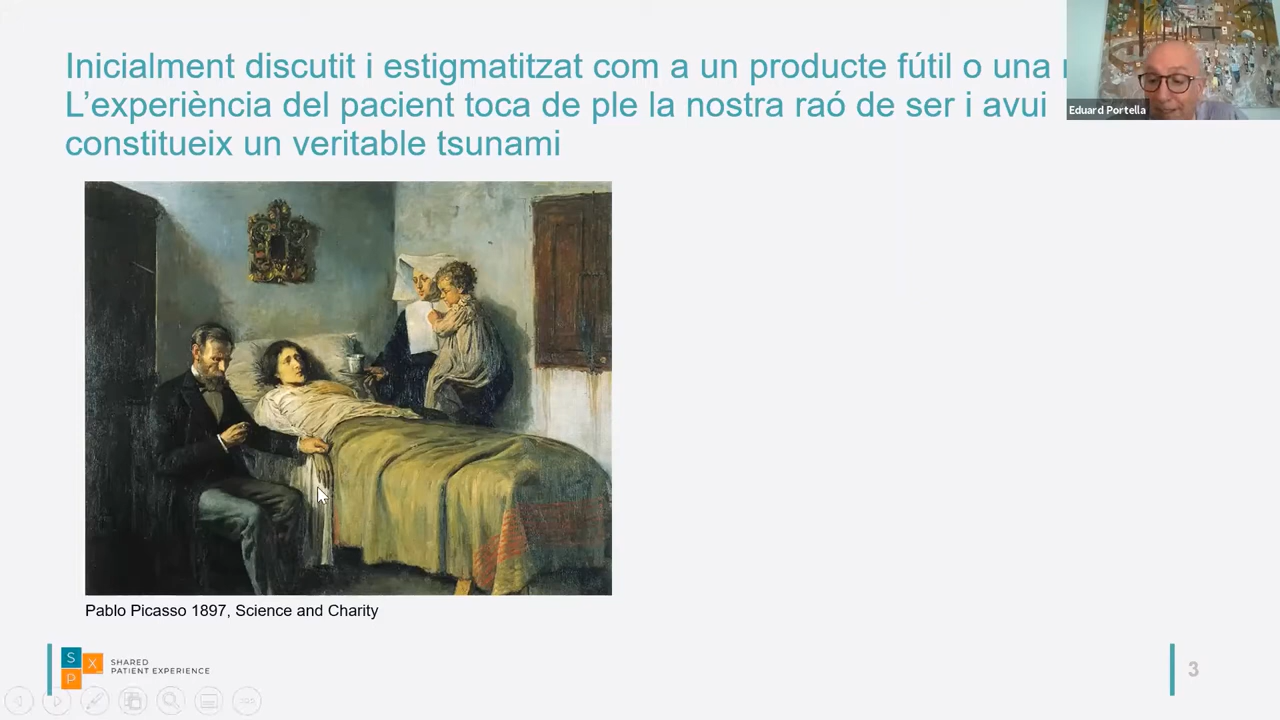 Inicialment discutit i estigmatitzat com a un producte fútil o una
L'experiència del pacient toca de ple la nostra raó de ser i avui
constitueix un veritable tsunami
Eduard Portella
Pablo Picasso 1897, Science and Charity
S
X
P
SHARED
PATIENT EXPERIENCE
3